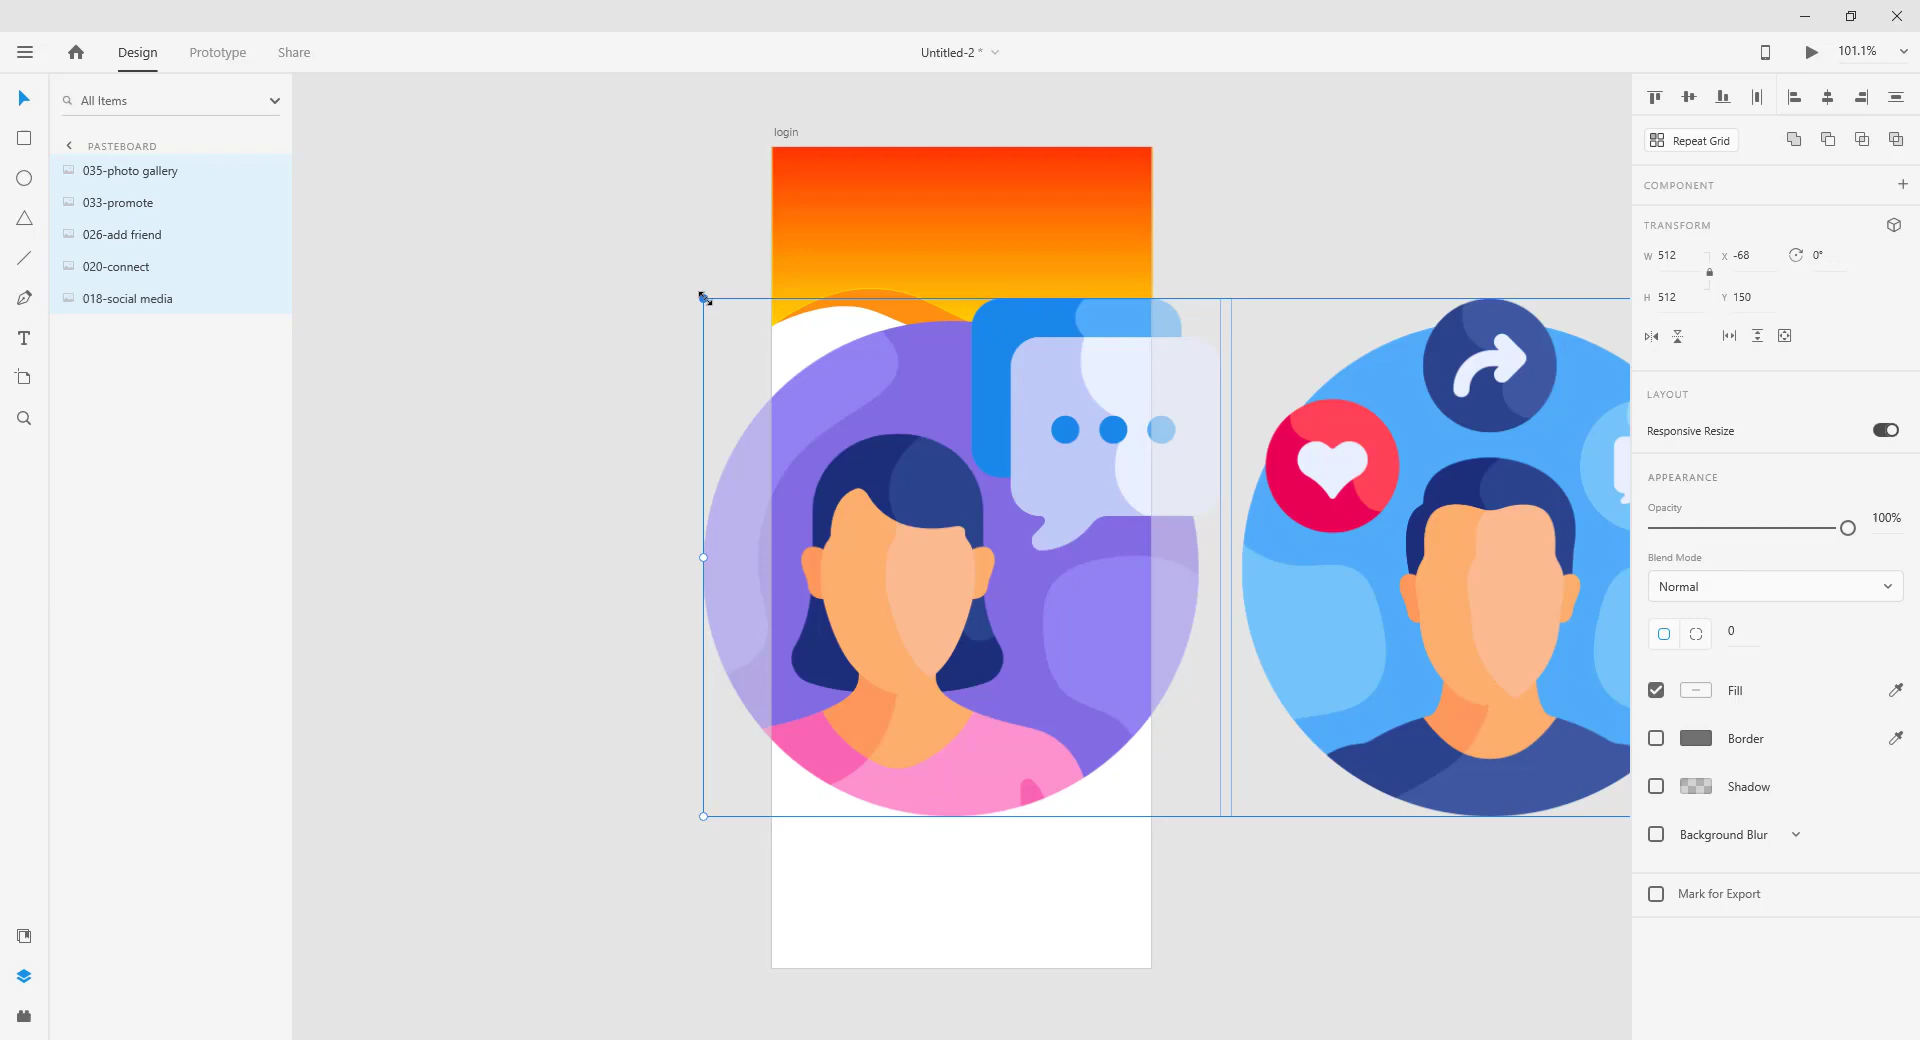 Design
Prototype
Share
Untitled-2 *
101.1%
All Items
PASTEBOARD
035-photo gallery
033-promote
026-add friend
020-connect
018-social media
login
Repeat Grid
COMPONENT
TRANSFORM
W 512
X -68
0°
H 512
Y 150
LAYOUT
Responsive Resize
APPEARANCE
Opacity
100%
Blend Mode
Normal
0
Fill
Border
Shadow
Background Blur
Mark for Export